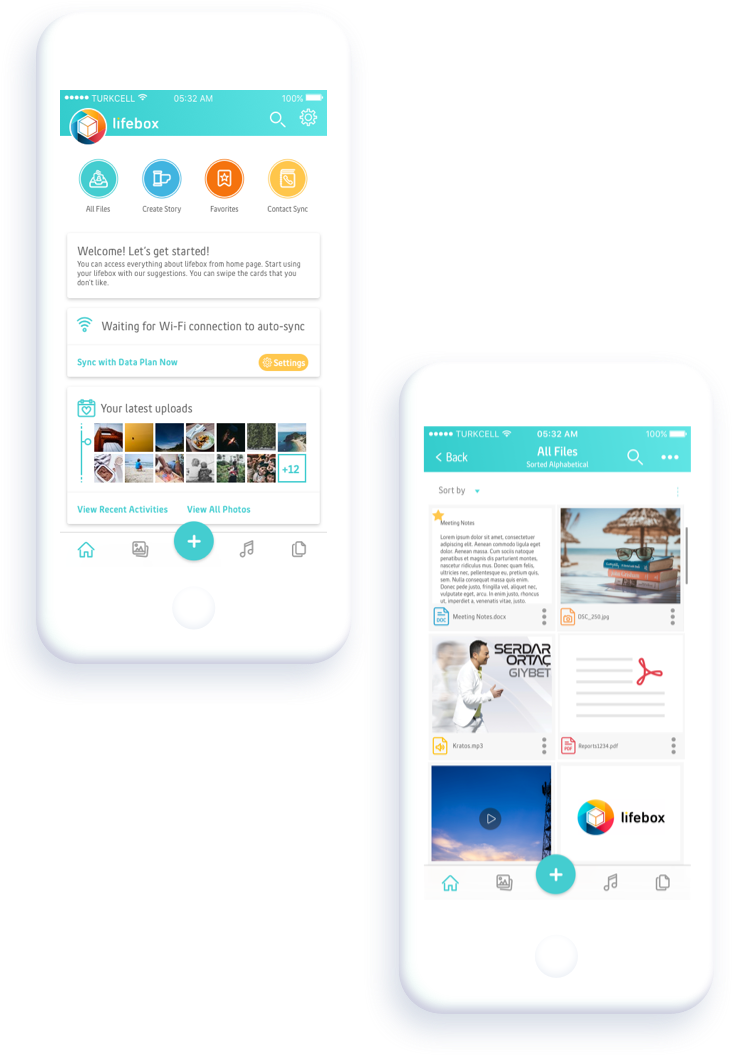 TURKCELL 05:32 AM 100%
lifebox
All Files Create Story Favorites Contact Sync
Welcome! Let's get started!
You can access everything about lifebox from home page. Start using
your lifebox with our suggestions. You can swipe the cards that you
don't like.
Waiting for Wi-Fi connection to auto-sync
Sync with Data Plan Now Settings
Your latest uploads
+12
View Recent Activities View All Photos
TURKCELL 05:32 AM 100%
Back All Files
Sorted Alphabetical
Sort by
Meeting Notes
Lorem ipsum dolor sit amet, consectetuer
adipiscing elit. Aenean commodo ligula eget
dolor. Aenean massa. Cum sociis natoque
penatibus et magnis dis parturient montes,
nascetur ridiculus mus. Donec quam felis,
ultricies nec, pellentesque eu, pretium quis,
sem. Nulla consequat massa quis enim.
Donec pede justo, fringilla vel, aliquet nec,
vulputate eget, arcu. In enim justo, rhoncus
ut, imperdiet a, venenatis vitae, justo.
DOC Meeting Notes.docx
DSC_250.jpg
SERDAR
ORTAÇ
GIYBET
Kratos.mp3
PDF Reports1234.pdf
lifebox